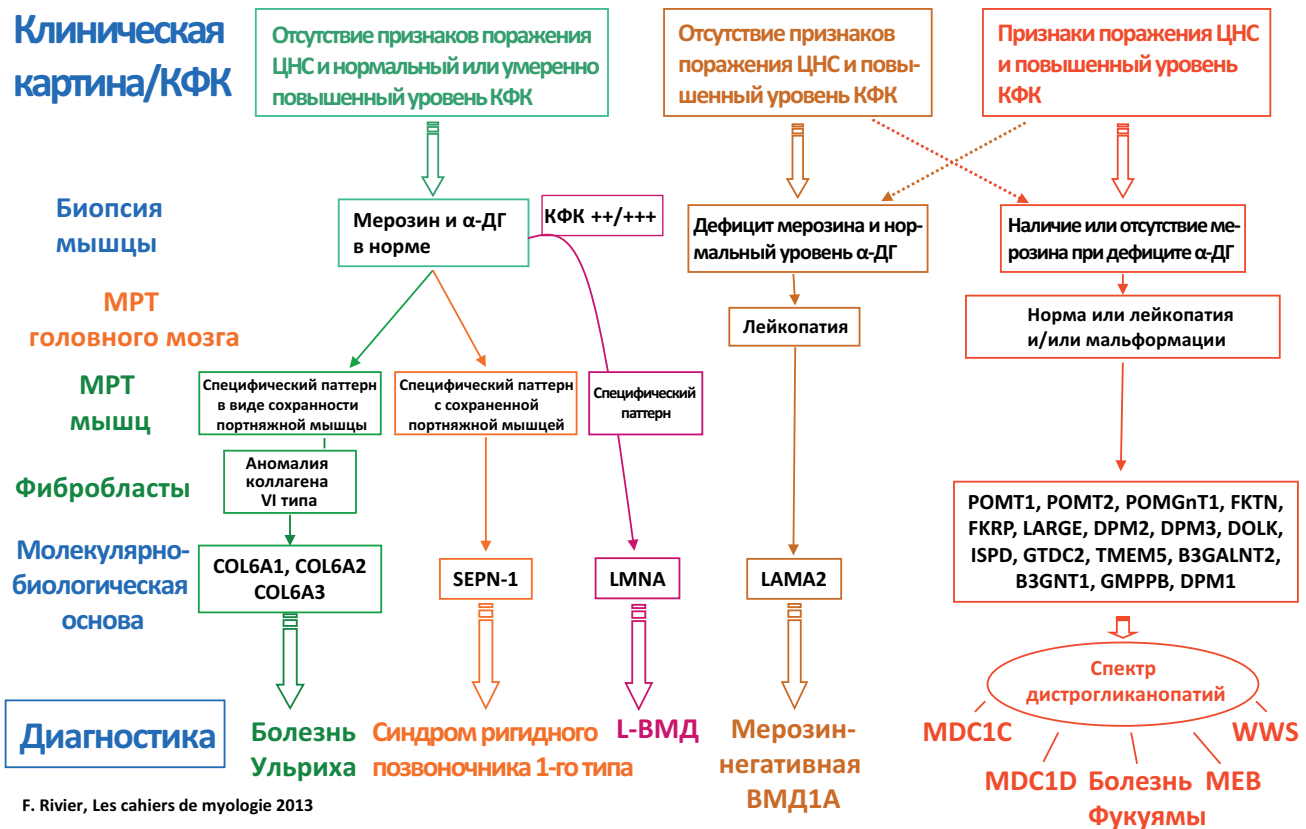 Клиническая
картина/КФК
Отсутствие признаков поражения
ЦНС и нормальный или умеренно
повышенный уровень КФК
Отсутствие признаков
поражения ЦНС и повы-
шенный уровень КФК
Признаки поражения ЦНС
и повышенный уровень
КФК
Биопсия
мышцы
Мерозин и α-ДГ
в норме
КФК ++/+++
Дефицит мерозина и нор-
мальный уровень α-ДГ
Наличие или отсутствие ме-
розина при дефиците α-ДГ
МРТ
головного мозга
Лейкопатия
Норма или лейкопатия
и/или мальформации
МРТ
мышц
Специфический паттерн
в виде сохранности
портняжной мышцы
Специфический паттерн
с сохраненной
портняжной мышцей
Специфический
паттерн
Фибробласты
Аномалия
коллагена
VI типа
Молекулярно-
биологическая
основа
COL6A1, COL6A2
COL6A3
SEPN-1
LMNA
LAMA2
POMT1, POMT2, POMGnT1, FKTN,
FKRP, LARGE, DPM2, DPM3, DOLK,
ISPD, GTDC2, TMEM5, B3GALNT2,
B3GNT1, GMPPB, DPM1
Спектр
дистрогликанопатий
Диагностика
Болезнь
Ульриха
Синдром ригидного
позвоночника 1-го типа
L-ВМД
Мерозин-
негативная
ВМД1А
MDC1C
WWS
MDC1D
Болезнь
Фукуямы
MEB
F. Rivier, Les cahiers de myologie 2013